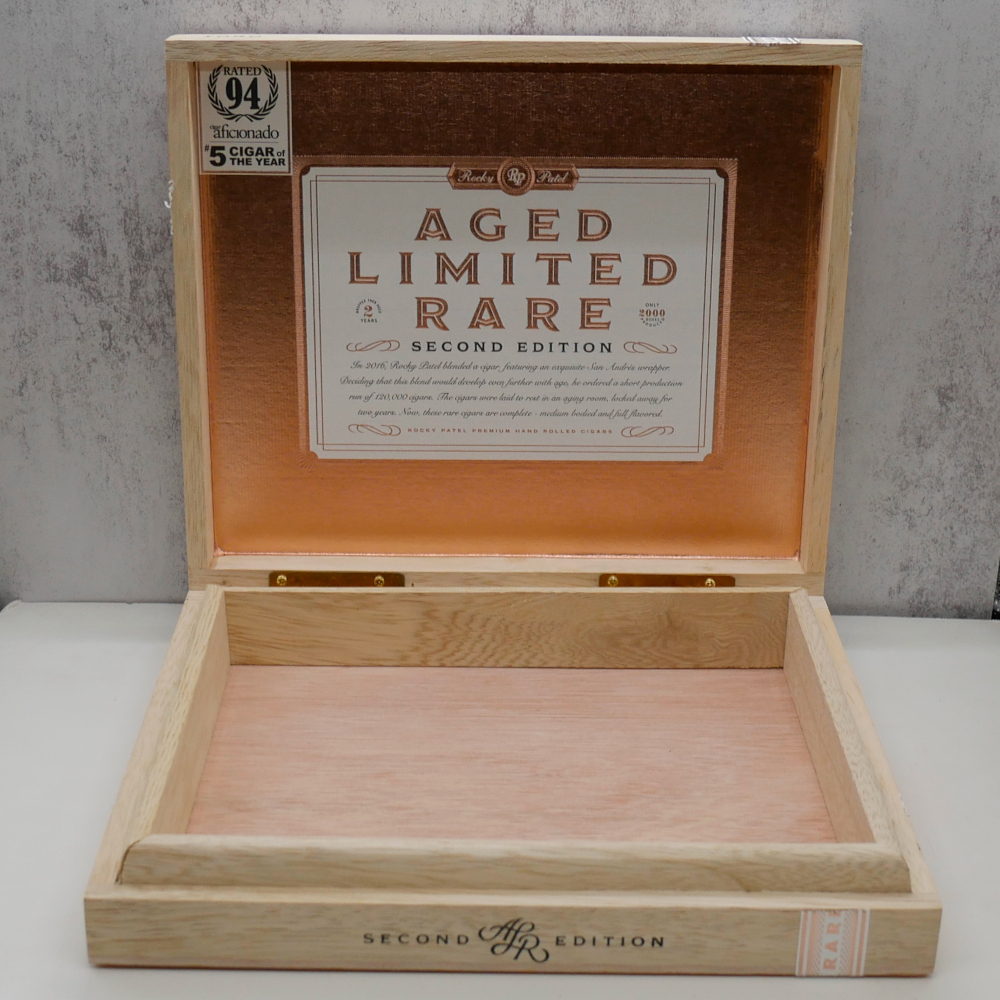 RATED
94
Cigar aficionado
#5 CIGAR of
THE YEAR
Rocky RP Patel
AGED
LIMITED
RARE
2
YEARS
ONLY
2000
SECOND EDITION
In 2016, Rocky Patel blended a cigar featuring an exquisite San Andrés wrapper.
Deciding that this blend would develop even further with age, he ordered a short production
run of 120,000 cigars. The cigars were laid to rest in an aging room, locked away for
two years. Now, these rare cigars are complete - medium bodied and full flavored.
ROCKY PATEL PREMIUM HAND ROLLED CIGARS
SECOND ALR EDITION
RARE